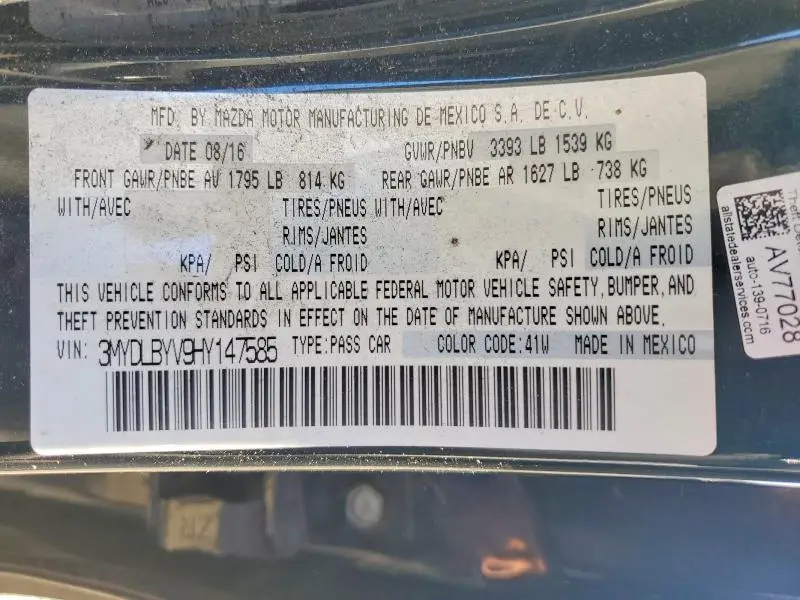 MFD. BY MAZDA MOTOR MANUFACTURING DE MEXICO S.A. DE C.V.
DATE 08/16 GVWR/PNBV 3393 LB 1539 KG
FRONT GAWR/PNBE AV 1795 LB 814 KG REAR GAWR/PNBE AR 1627 LB 738 KG
WITH/AVEC TIRES/PNEUS WITH/AVEC TIRES/PNEUS
RIMS/JANTES RIMS/JANTES
KPA/ PSI COLD/A FROID KPA/ PSI COLD/A FROID
THIS VEHICLE CONFORMS TO ALL APPLICABLE FEDERAL MOTOR VEHICLE SAFETY, BUMPER, AND
THEFT PREVENTION STANDARDS IN EFFECT ON THE DATE OF MANUFACTURE SHOWN ABOVE.
VIN: 3MYDLBYV9HY147585 TYPE:PASS CAR COLOR CODE:41W MADE IN MEXICO
Theft
AV77028
auto-139-0716
allstatedealerservices.com